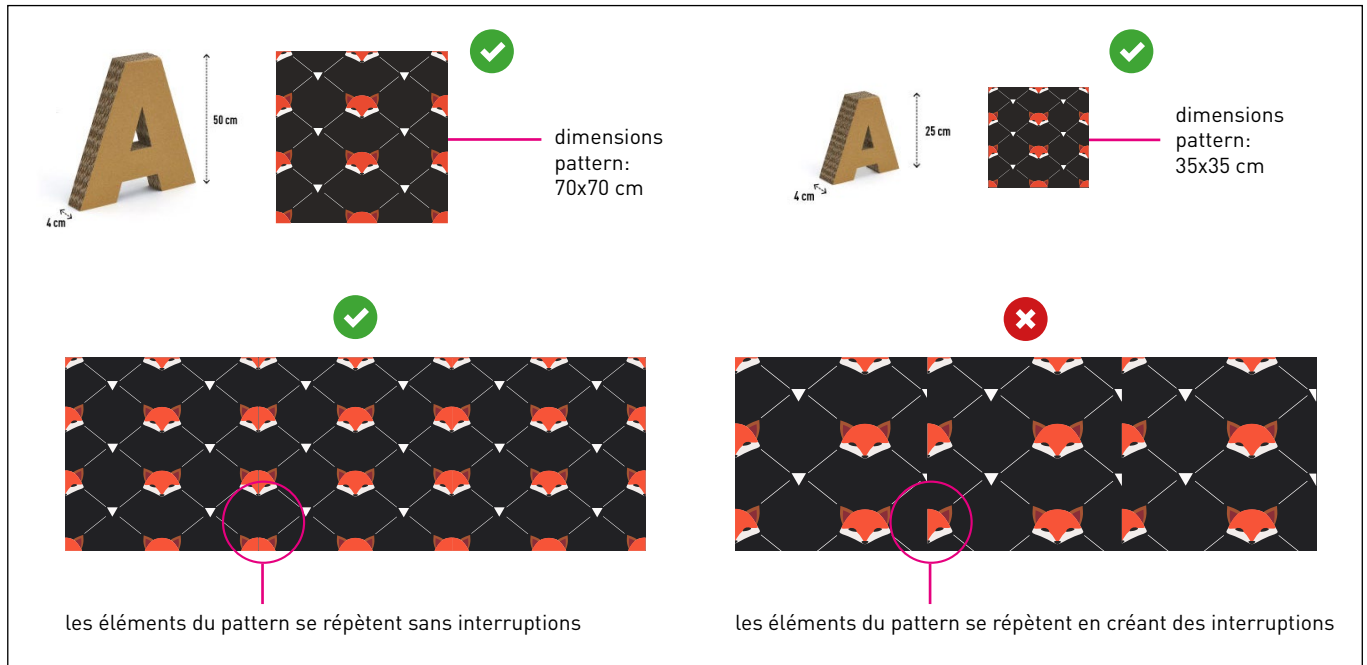 50 cm
4 cm
dimensions
pattern:
70x70 cm
25 cm
4 cm
dimensions
pattern:
35x35 cm
les éléments du pattern se répètent sans interruptions
les éléments du pattern se répètent en créant des interruptions